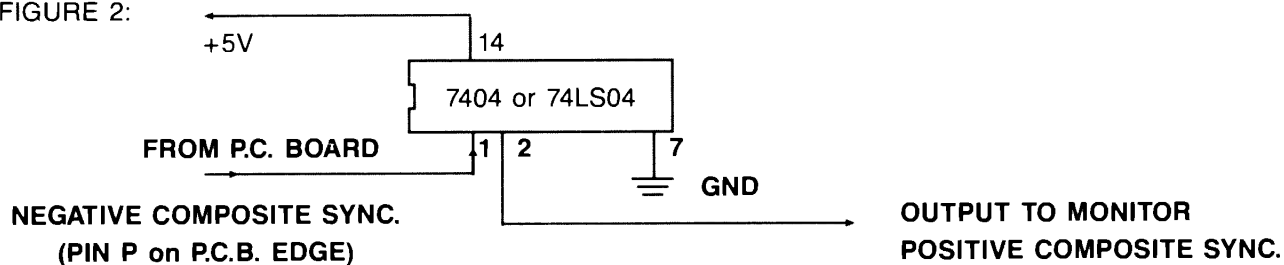 FIGURE 2:
+5V
14
7404 or 74LS04
FROM P.C. BOARD
1
2
7
GND
NEGATIVE COMPOSITE SYNC.
(PIN P on P.C.B. EDGE)
OUTPUT TO MONITOR
POSITIVE COMPOSITE SYNC.